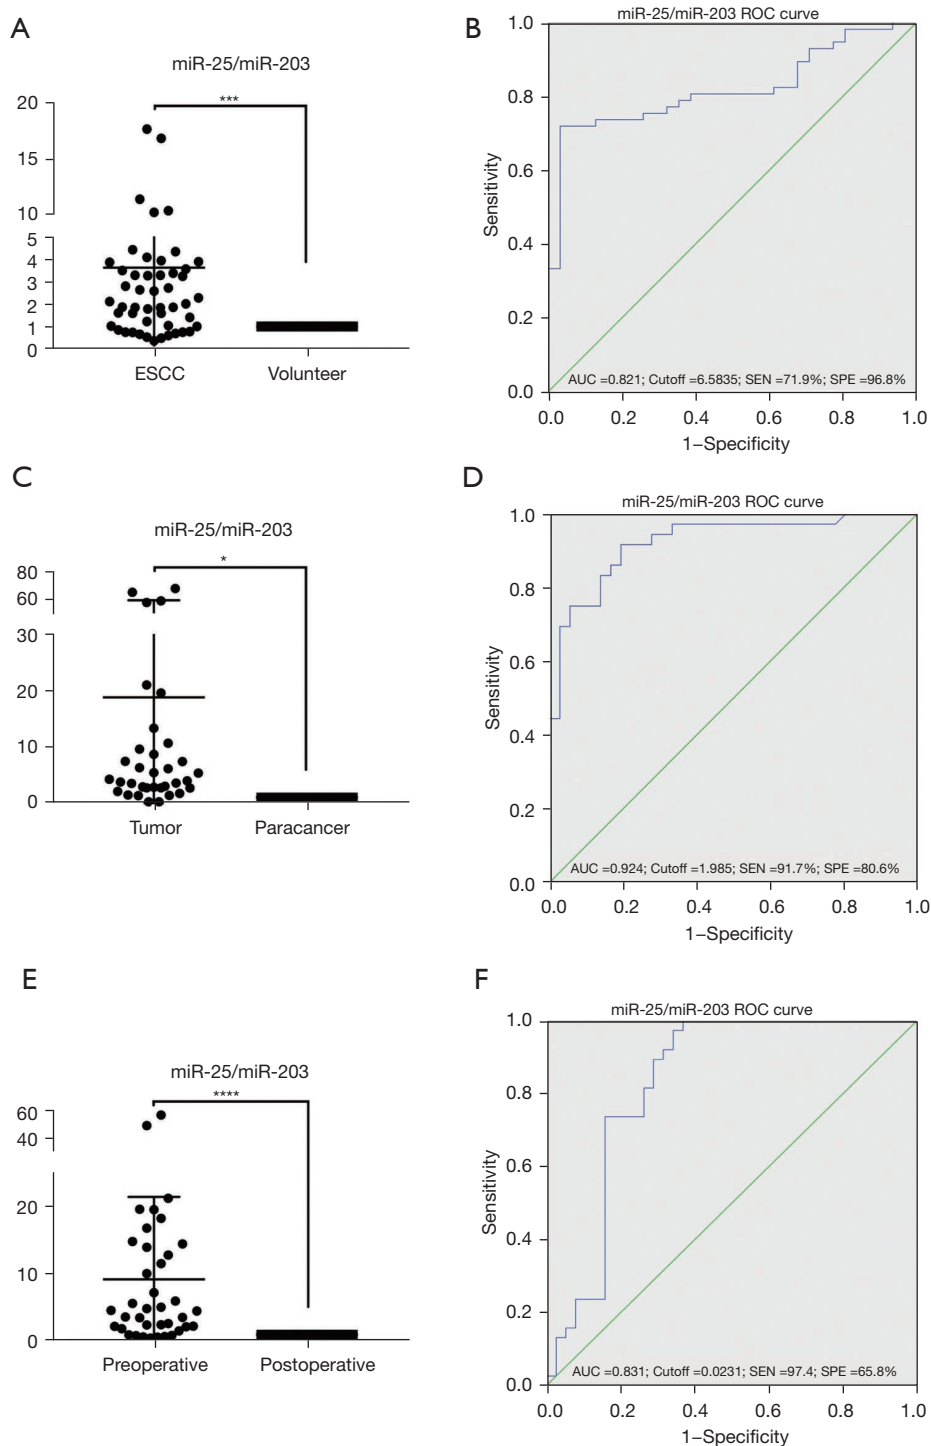 A
miR-25/miR-203
***
20
15
10
5
4
3
2
1
0
ESCC
Volunteer
B
miR-25/miR-203 ROC curve
Sensitivity
1.0
0.8
0.6
0.4
0.2
0.0
AUC =0.821; Cutoff =6.5835; SEN =71.9%; SPE =96.8%
0.0 0.2 0.4 0.6 0.8 1.0
1–Specificity
C
miR-25/miR-203
*
80
60
30
20
10
0
Tumor
Paracancer
D
miR-25/miR-203 ROC curve
Sensitivity
1.0
0.8
0.6
0.4
0.2
0.0
AUC =0.924; Cutoff =1.985; SEN =91.7%; SPE =80.6%
0.0 0.2 0.4 0.6 0.8 1.0
1–Specificity
E
miR-25/miR-203
****
60
40
20
10
0
Preoperative
Postoperative
F
miR-25/miR-203 ROC curve
Sensitivity
1.0
0.8
0.6
0.4
0.2
0.0
AUC =0.831; Cutoff =0.0231; SEN =97.4; SPE =65.8%
0.0 0.2 0.4 0.6 0.8 1.0
1–Specificity